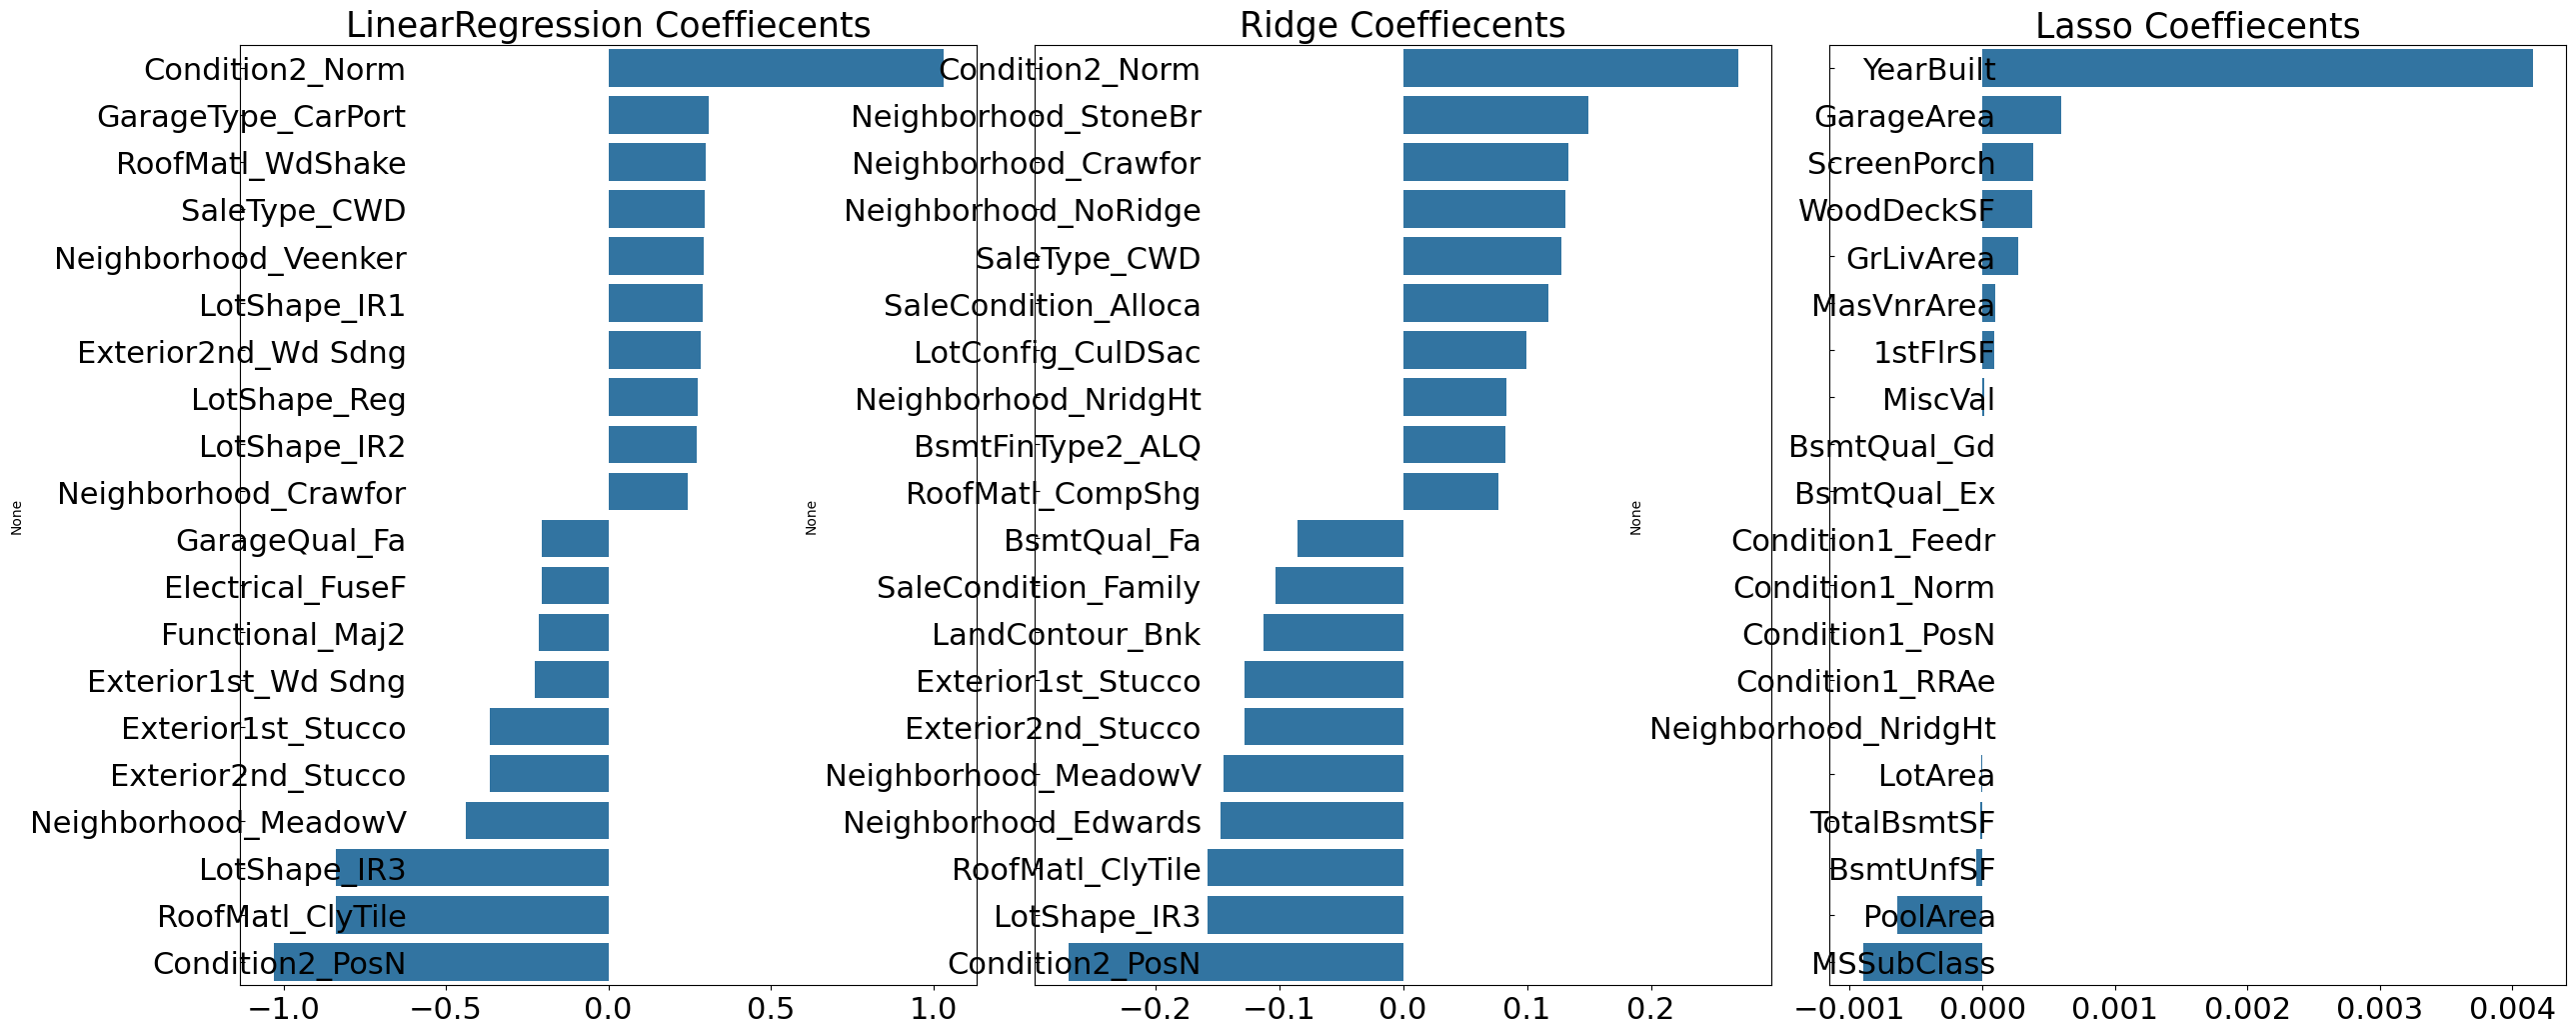 LinearRegression Coeffiecents
Condition2_Norm
GarageType_CarPort
RoofMatl_WdShake
SaleType_CWD
Neighborhood_Veenker
LotShape_IR1
Exterior2nd_Wd Sdng
LotShape_Reg
LotShape_IR2
Neighborhood_Crawfor
GarageQual_Fa
Electrical_FuseF
Functional_Maj2
Exterior1st_Wd Sdng
Exterior1st_Stucco
Exterior2nd_Stucco
Neighborhood_MeadowV
LotShape_IR3
RoofMatl_ClyTile
Condition2_PosN
None
−1.0 −0.5 0.0 0.5 1.0
Ridge Coeffiecents
Condition2_Norm
Neighborhood_StoneBr
Neighborhood_Crawfor
Neighborhood_NoRidge
SaleType_CWD
SaleCondition_Alloca
LotConfig_CulDSac
Neighborhood_NridgHt
BsmtFinType2_ALQ
RoofMatl_CompShg
BsmtQual_Fa
SaleCondition_Family
LandContour_Bnk
Exterior1st_Stucco
Exterior2nd_Stucco
Neighborhood_MeadowV
Neighborhood_Edwards
RoofMatl_ClyTile
LotShape_IR3
Condition2_PosN
None
−0.2 −0.1 0.0 0.1 0.2
Lasso Coeffiecents
YearBuilt
GarageArea
ScreenPorch
WoodDeckSF
GrLivArea
MasVnrArea
1stFlrSF
MiscVal
BsmtQual_Gd
BsmtQual_Ex
Condition1_Feedr
Condition1_Norm
Condition1_PosN
Condition1_RRAe
Neighborhood_NridgHt
LotArea
TotalBsmtSF
BsmtUnfSF
PoolArea
MSSubClass
None
−0.001 0.000 0.001 0.002 0.003 0.004